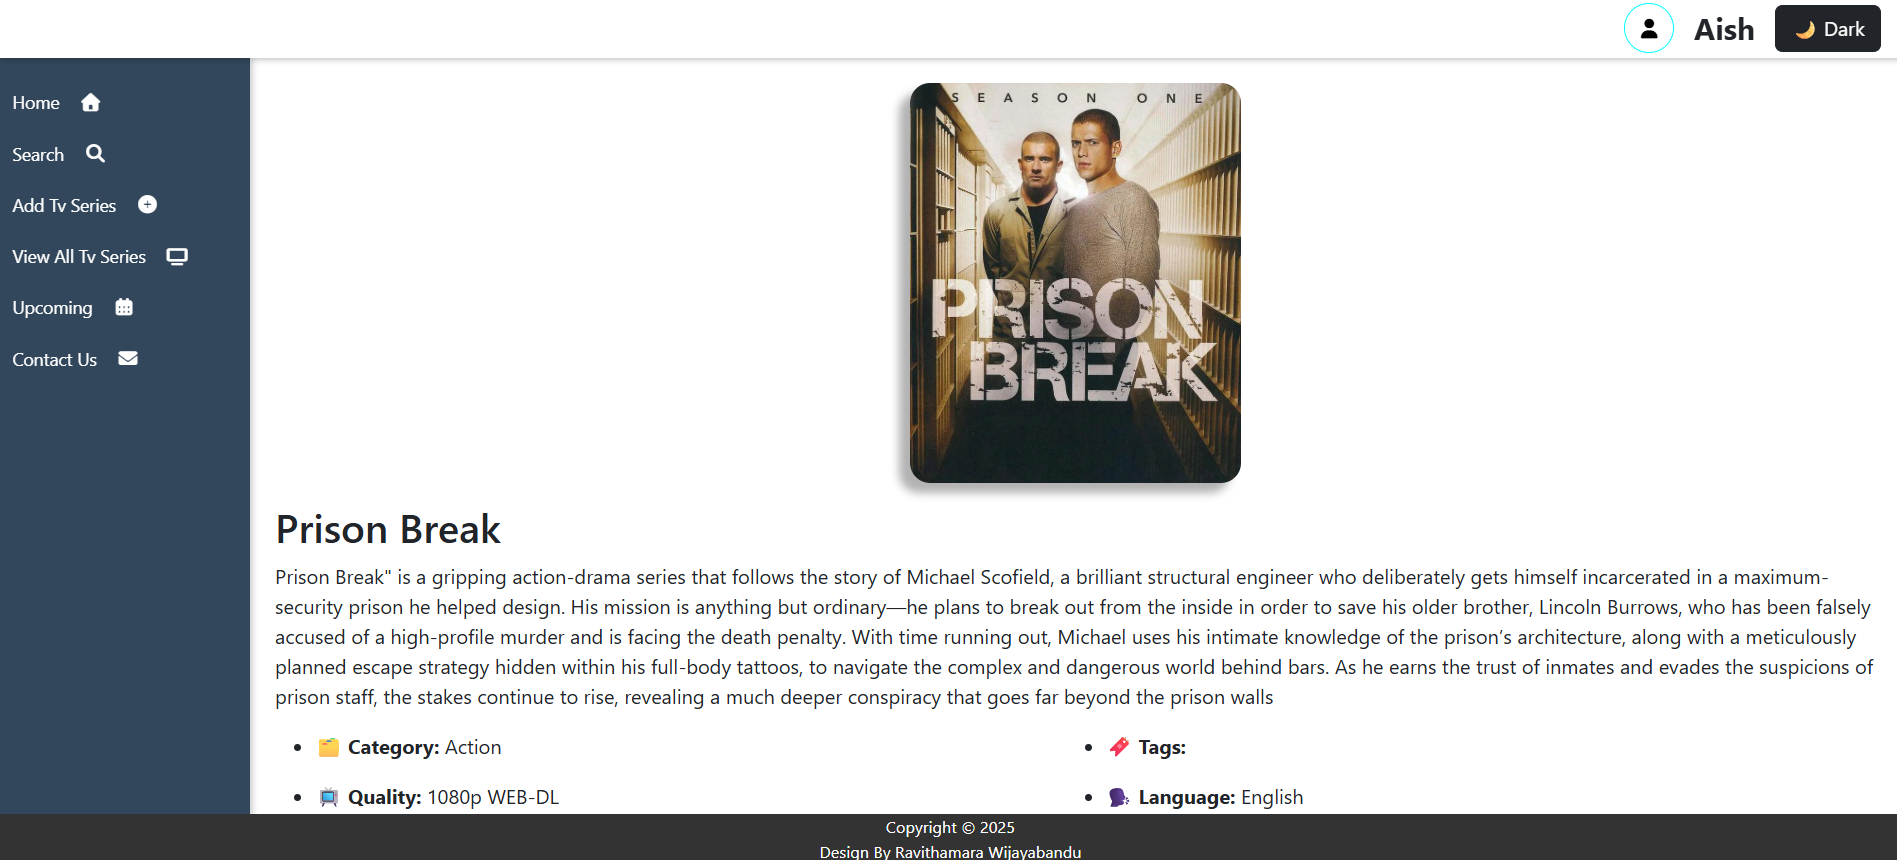 Aish
🌙 Dark
Home
Search
Add Tv Series
View All Tv Series
Upcoming
Contact Us
SEASON ONE
PRISON
BREAK
Prison Break
Prison Break" is a gripping action-drama series that follows the story of Michael Scofield, a brilliant structural engineer who deliberately gets himself incarcerated in a maximum-
security prison he helped design. His mission is anything but ordinary—he plans to break out from the inside in order to save his older brother, Lincoln Burrows, who has been falsely
accused of a high-profile murder and is facing the death penalty. With time running out, Michael uses his intimate knowledge of the prison’s architecture, along with a meticulously
planned escape strategy hidden within his full-body tattoos, to navigate the complex and dangerous world behind bars. As he earns the trust of inmates and evades the suspicions of
prison staff, the stakes continue to rise, revealing a much deeper conspiracy that goes far beyond the prison walls
• 🗂️ Category: Action
• 🔖 Tags:
• 📺 Quality: 1080p WEB-DL
• 🗣️ Language: English
Copyright © 2025
Design By Ravithamara Wijayabandu